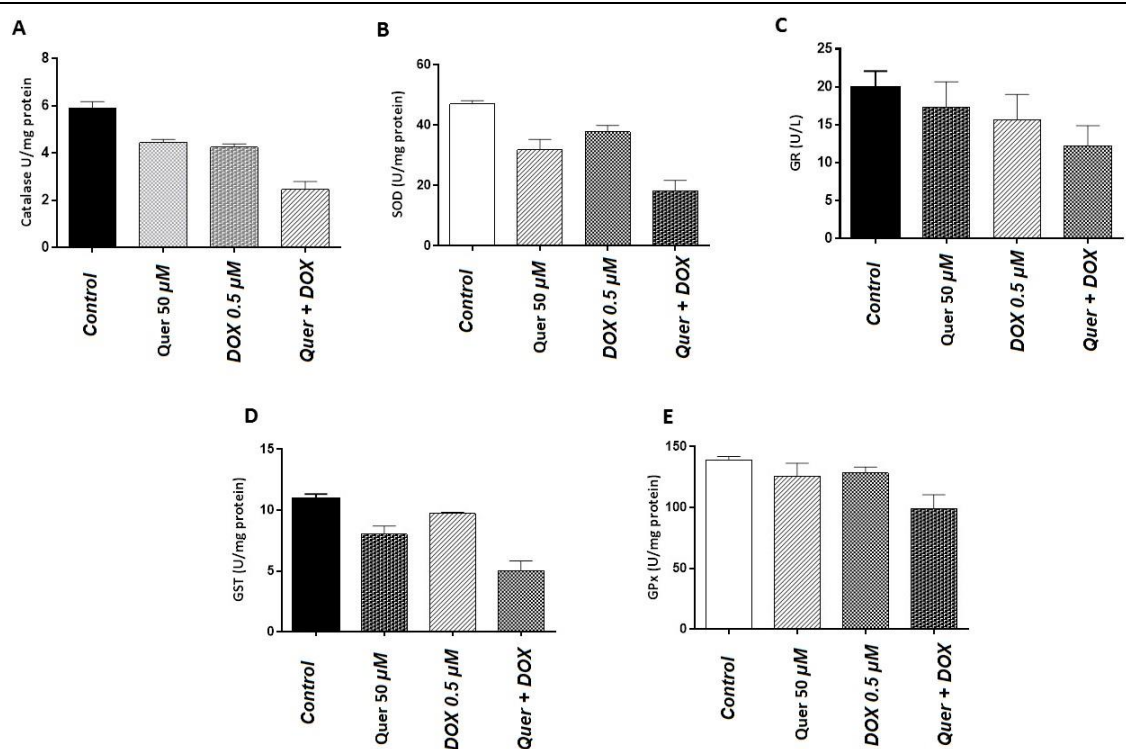 A
Catalase U/mg protein
8
6
4
2
0
Control
Quer 50 µM
DOX 0.5 µM
Quer + DOX
B
SOD (U/mg protein)
60
40
20
0
Control
Quer 50 µM
DOX 0.5 µM
Quer + DOX
C
GR (U/L)
25
20
15
10
5
0
Control
Quer 50 µM
DOX 0.5 µM
Quer + DOX
D
GST (U/mg protein)
15
10
5
0
Control
Quer 50 µM
DOX 0.5 µM
Quer + DOX
E
GPx (U/mg protein)
150
100
50
0
Control
Quer 50 µM
DOX 0.5 µM
Quer + DOX